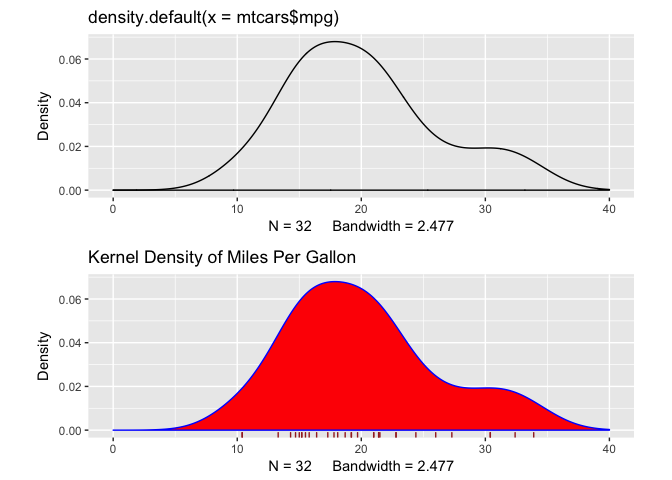 density.default(x = mtcars$mpg)
0.06
0.04
0.02
0.00
Density
0 10 20 30 40
N = 32 Bandwidth = 2.477
Kernel Density of Miles Per Gallon
0.06
0.04
0.02
0.00
Density
0 10 20 30 40
N = 32 Bandwidth = 2.477